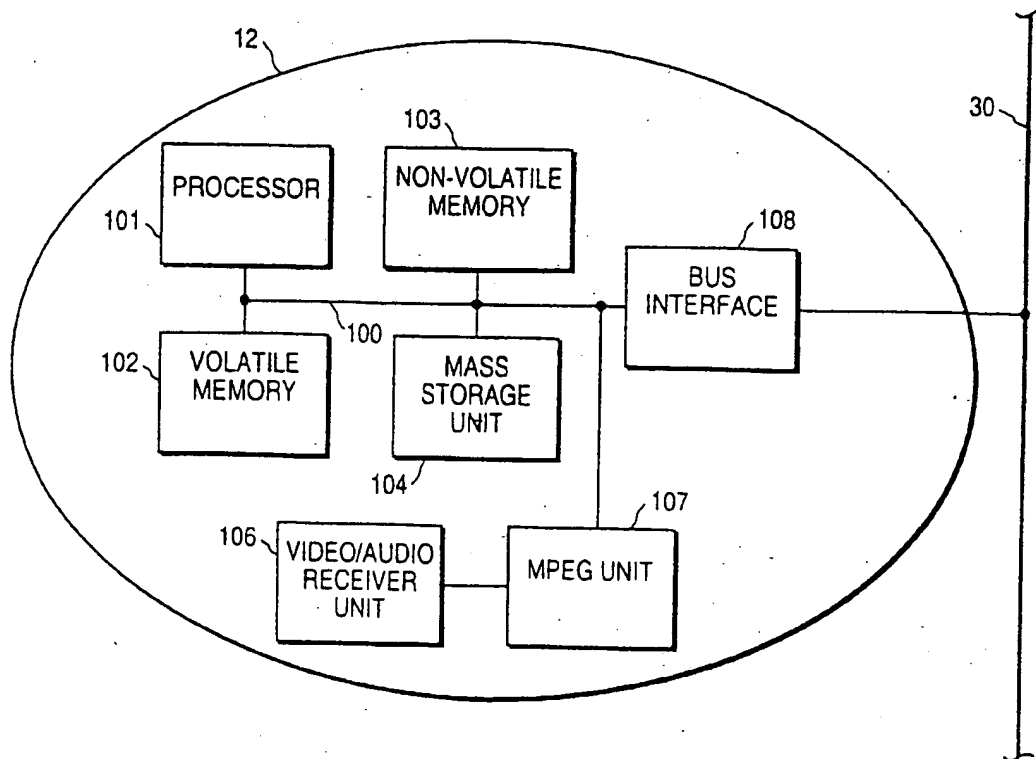 12
30
103
PROCESSOR
NON-VOLATILE
MEMORY
101
108
BUS
INTERFACE
100
102
VOLATILE
MEMORY
MASS
STORAGE
UNIT
104
107
106
VIDEO/AUDIO
RECEIVER
UNIT
MPEG UNIT